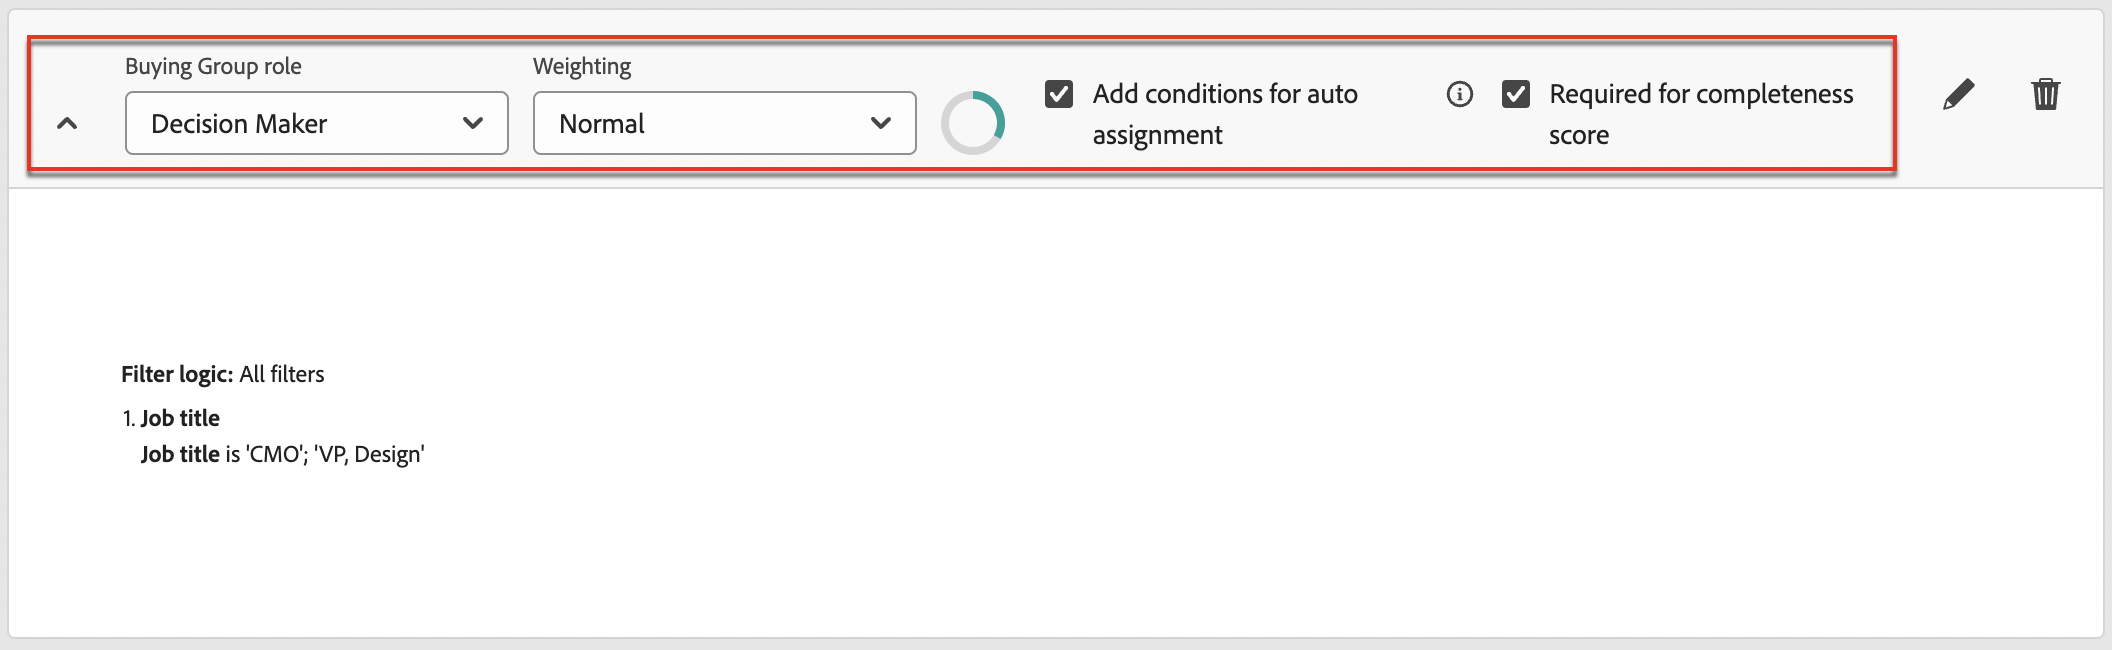 Buying Group role
Weighting
Decision Maker
Normal
Add conditions for auto
assignment
Required for completeness
score
Filter logic: All filters
1. Job title
Job title is 'CMO'; 'VP, Design'